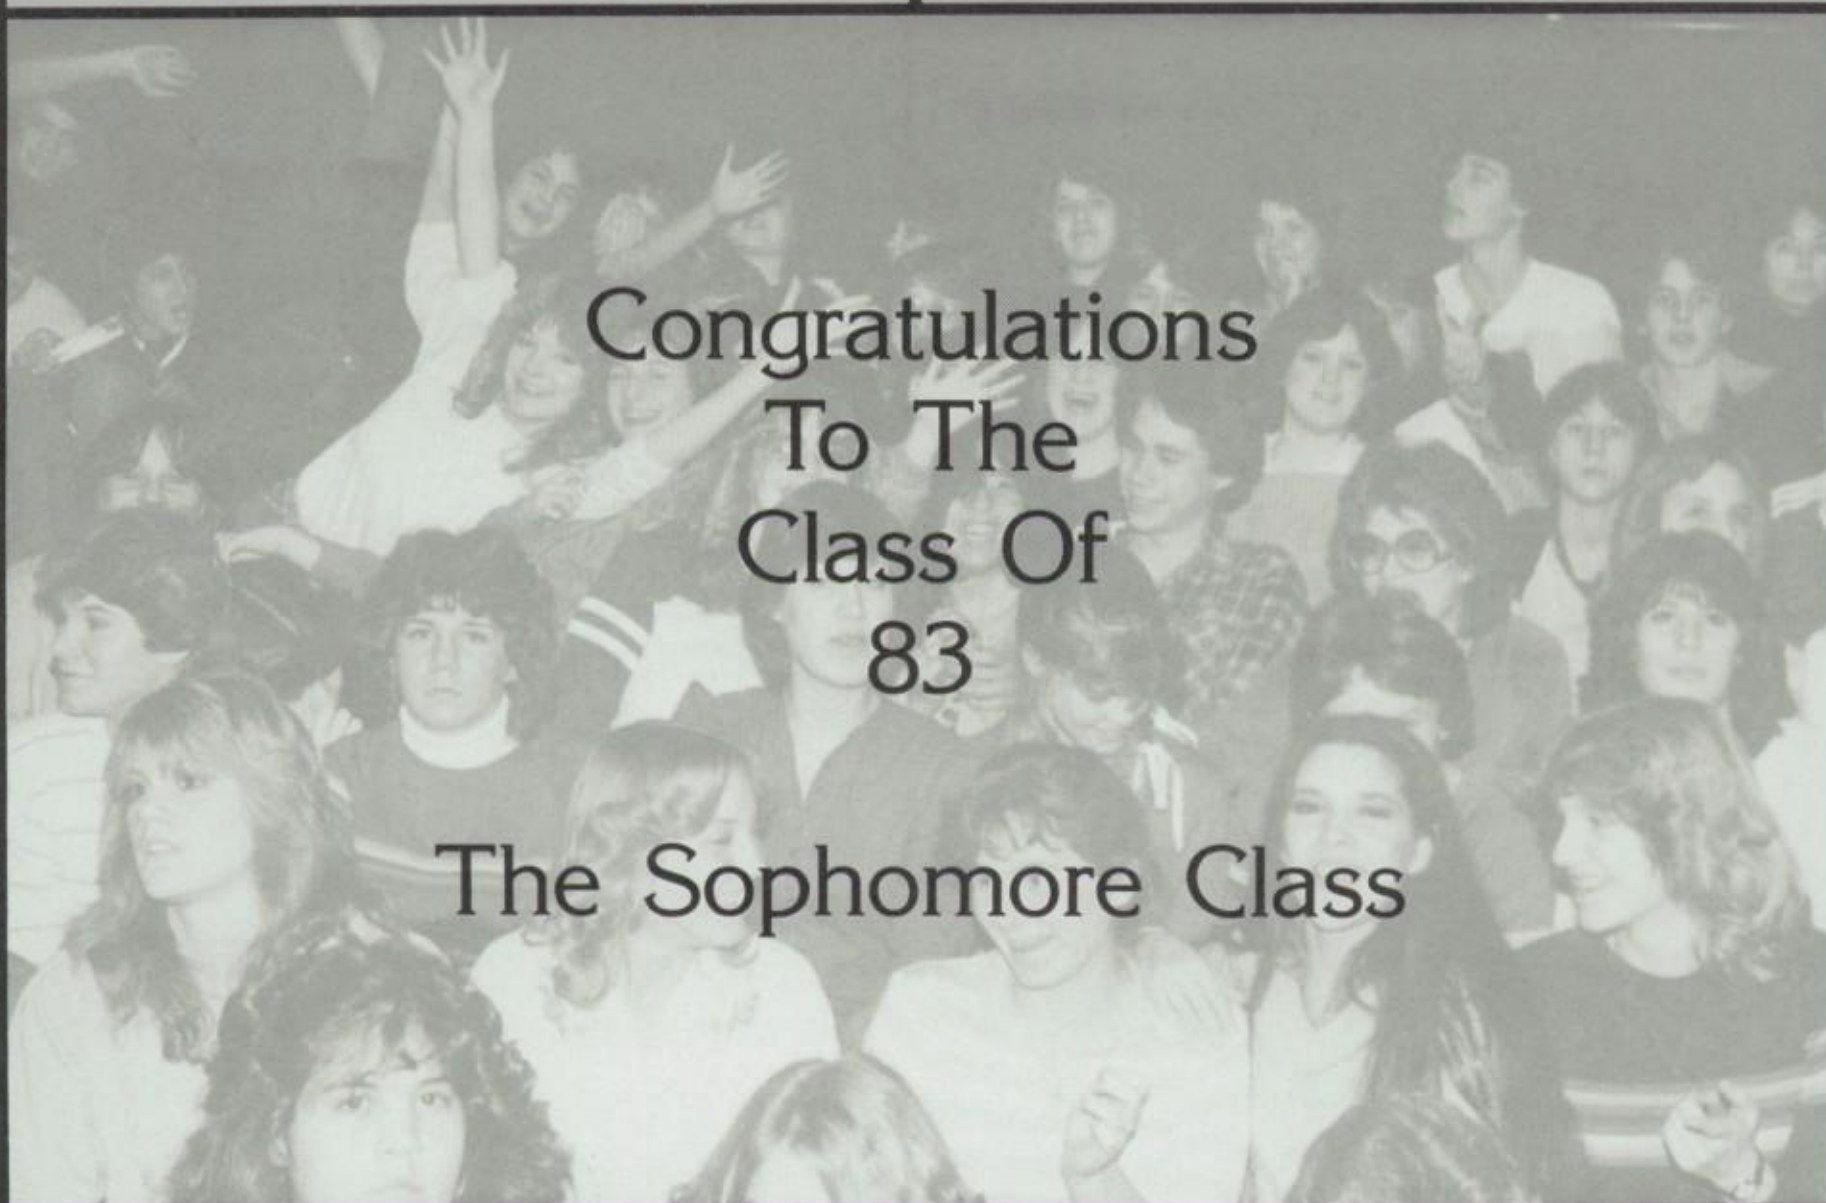 Congratulations
To The
Class Of
83
The Sophomore Class